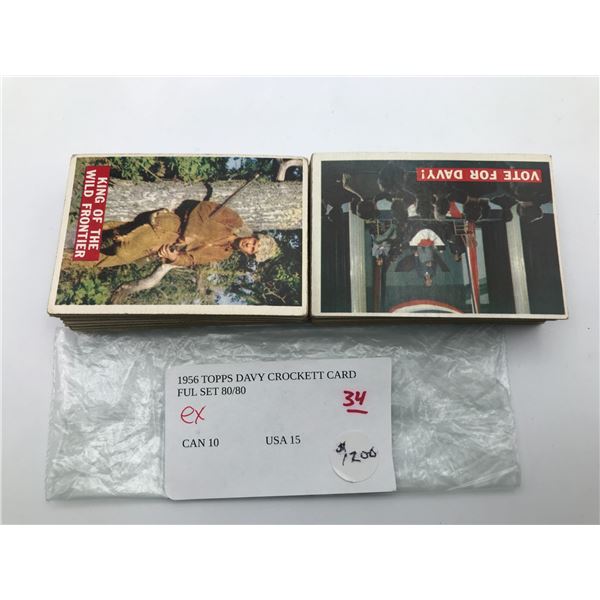 KING OF THE
WILD FRONTIER
VOTE FOR DAVY!
1956 TOPPS DAVY CROCKETT CARD
FUL SET 80/80
ex
34
CAN 10 USA 15
$1200